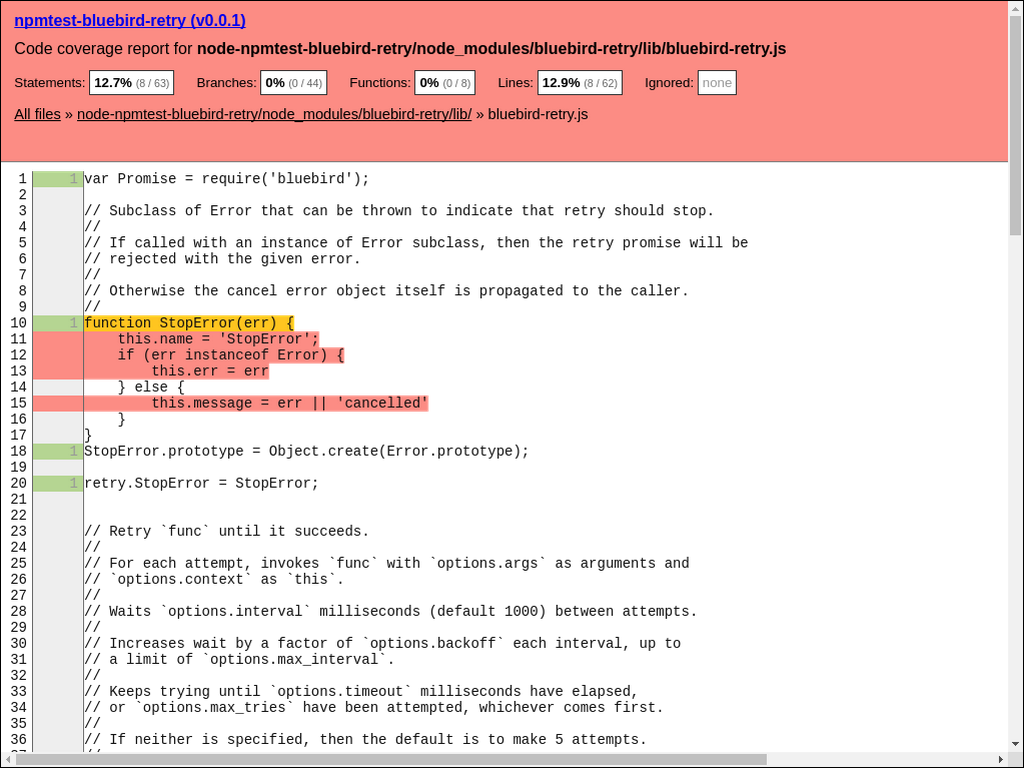 npmtest-bluebird-retry (v0.0.1)
Code coverage report for node-npmtest-bluebird-retry/node_modules/bluebird-retry/lib/bluebird-retry.js
Statements: 12.7% (8 / 63) Branches: 0% (0 / 44) Functions: 0% (0 / 8) Lines: 12.9% (8 / 62) Ignored: none
All files » node-npmtest-bluebird-retry/node_modules/bluebird-retry/lib/ » bluebird-retry.js
1 1 var Promise = require('bluebird');
2
3 // Subclass of Error that can be thrown to indicate that retry should stop.
4 //
5 // If called with an instance of Error subclass, then the retry promise will be
6 // rejected with the given error.
7 //
8 // Otherwise the cancel error object itself is propagated to the caller.
9 //
10 1 function StopError(err) {
11     this.name = 'StopError';
12     if (err instanceof Error) {
13         this.err = err
14     } else {
15         this.message = err || 'cancelled'
16     }
17 }
18 1 StopError.prototype = Object.create(Error.prototype);
19
20 1 retry.StopError = StopError;
21
22
23 // Retry `func` until it succeeds.
24 //
25 // For each attempt, invokes `func` with `options.args` as arguments and
26 // `options.context` as `this`.
27 //
28 // Waits `options.interval` milliseconds (default 1000) between attempts.
29 //
30 // Increases wait by a factor of `options.backoff` each interval, up to
31 // a limit of `options.max_interval`.
32 //
33 // Keeps trying until `options.timeout` milliseconds have elapsed,
34 // or `options.max_tries` have been attempted, whichever comes first.
35 //
36 // If neither is specified, then the default is to make 5 attempts.